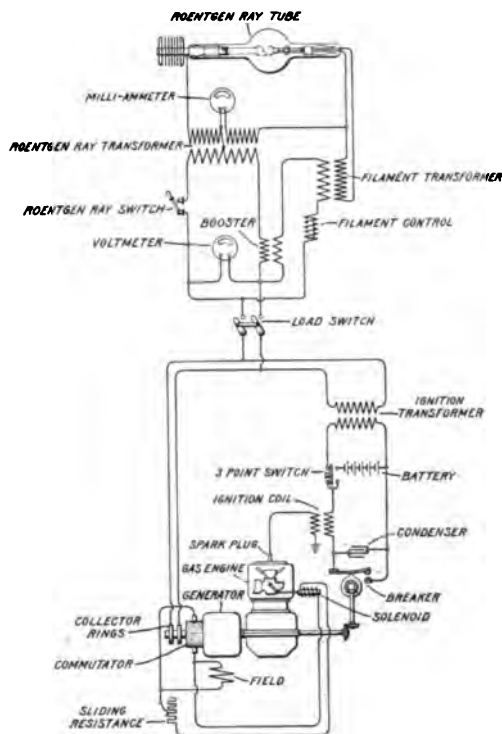 ROENTGEN RAY TUBE
MILLI-AMMETER
ROENTGEN RAY TRANSFORMER
FILAMENT TRANSFORMER
ROENTGEN RAY SWITCH
BOOSTER
FILAMENT CONTROL
VOLTMETER
LOAD SWITCH
IGNITION
TRANSFORMER
3 POINT SWITCH
BATTERY
IGNITION COIL
CONDENSER
SPARK PLUG
GAS ENGINE
BREAKER
GENERATOR
SOLENOID
COLLECTOR
RINGS
COMMUTATOR
FIELD
SLIDING
RESISTANCE